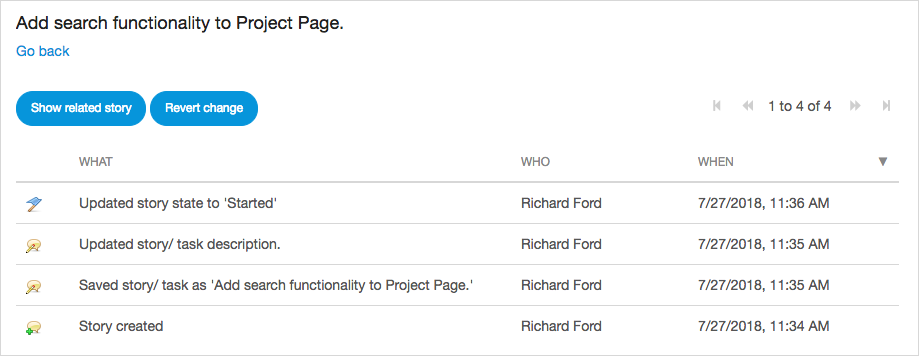 Add search functionality to Project Page.
Go back
Show related story Revert change 1 to 4 of 4
WHAT WHO WHEN
Updated story state to 'Started' Richard Ford 7/27/2018, 11:36 AM
Updated story/ task description. Richard Ford 7/27/2018, 11:35 AM
Saved story/ task as 'Add search functionality to Project Page.' Richard Ford 7/27/2018, 11:35 AM
Story created Richard Ford 7/27/2018, 11:34 AM